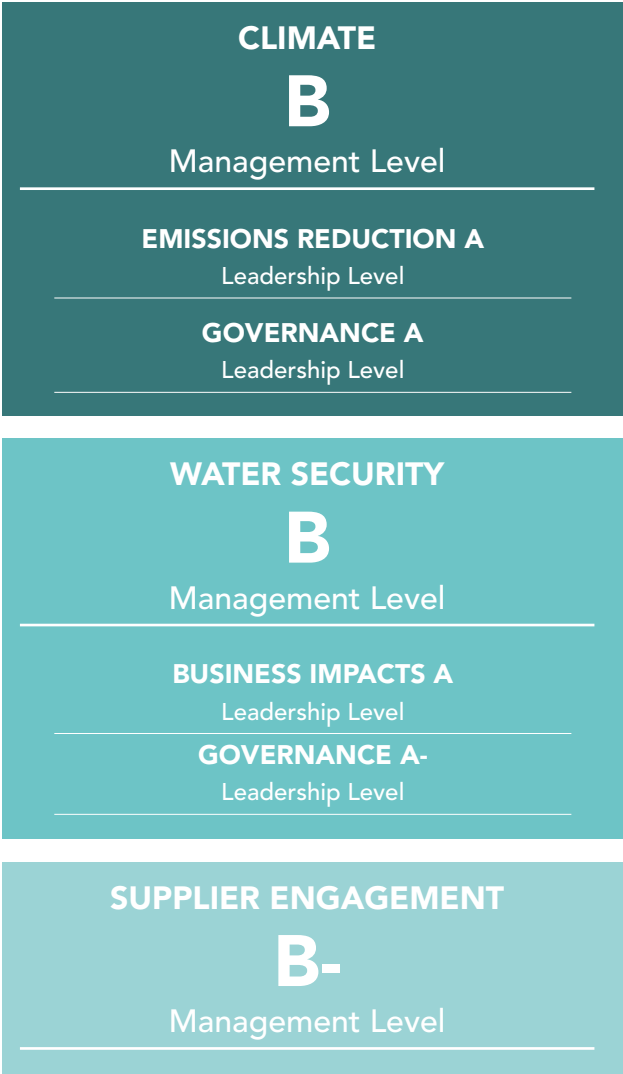 CLIMATE
B
Management Level
EMISSIONS REDUCTION A
Leadership Level
GOVERNANCE A
Leadership Level
WATER SECURITY
B
Management Level
BUSINESS IMPACTS A
Leadership Level
GOVERNANCE A-
Leadership Level
SUPPLIER ENGAGEMENT
B-
Management Level